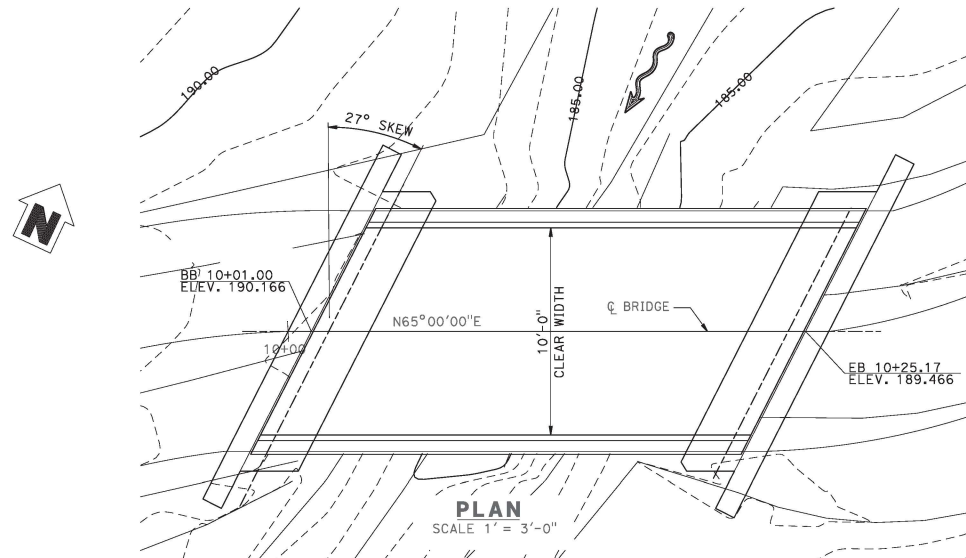 190.00
185.00
185.00
27° SKEW
N
BB 10+01.00
ELEV. 190.166
N65°00'00"E
℄ BRIDGE
10'-0"
CLEAR WIDTH
10+00
EB 10+25.17
ELEV. 189.466
PLAN
SCALE 1' = 3'-0"